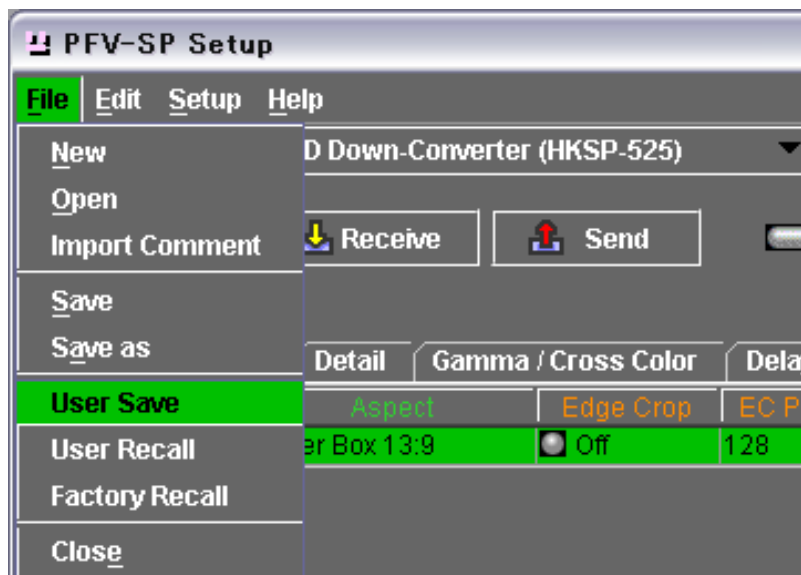 PFV-SP Setup
File Edit Setup Help
New
D Down-Converter (HKSP-525)
Open
Import Comment
Receive
Send
Save
Save as
Detail
Gamma / Cross Color
Dela
User Save
Aspect
Edge Crop
EC P
User Recall
er Box 13:9
Off
128
Factory Recall
Close